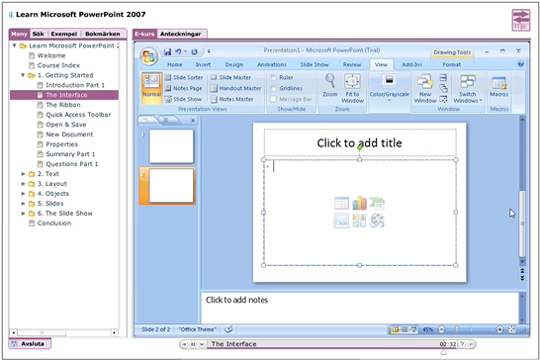 Learn Microsoft PowerPoint 2007
Meny Sök Exempel Bokmärken
E-kurs Anteckningar
Learn Microsoft PowerPoint 2
Welcome
Course Index
1. Getting Started
Introduction Part 1
The Interface
The Ribbon
Quick Access Toolbar
Open & Save
New Document
Properties
Summary Part 1
Questions Part 1
2. Text
3. Layout
4. Objects
5. Slides
6. The Slide Show
Conclusion
Avsluta
Presentation1 - Microsoft PowerPoint (Trial)
Drawing Tools
Home Insert Design Animations Slide Show Review View Add-Ins Format
Normal
Slide Sorter
Notes Page
Slide Show
Slide Master
Handout Master
Notes Master
Presentation Views
Ruler
Gridlines
Message Bar
Show/Hide
Zoom
Fit to Window
Zoom
Color/Grayscale
New Window
Switch Windows
Window
Macros
Macros
1
2
Click to add title
Click to add notes
Slide 2 of 2
"Office Theme"
45%
The Interface
02:32